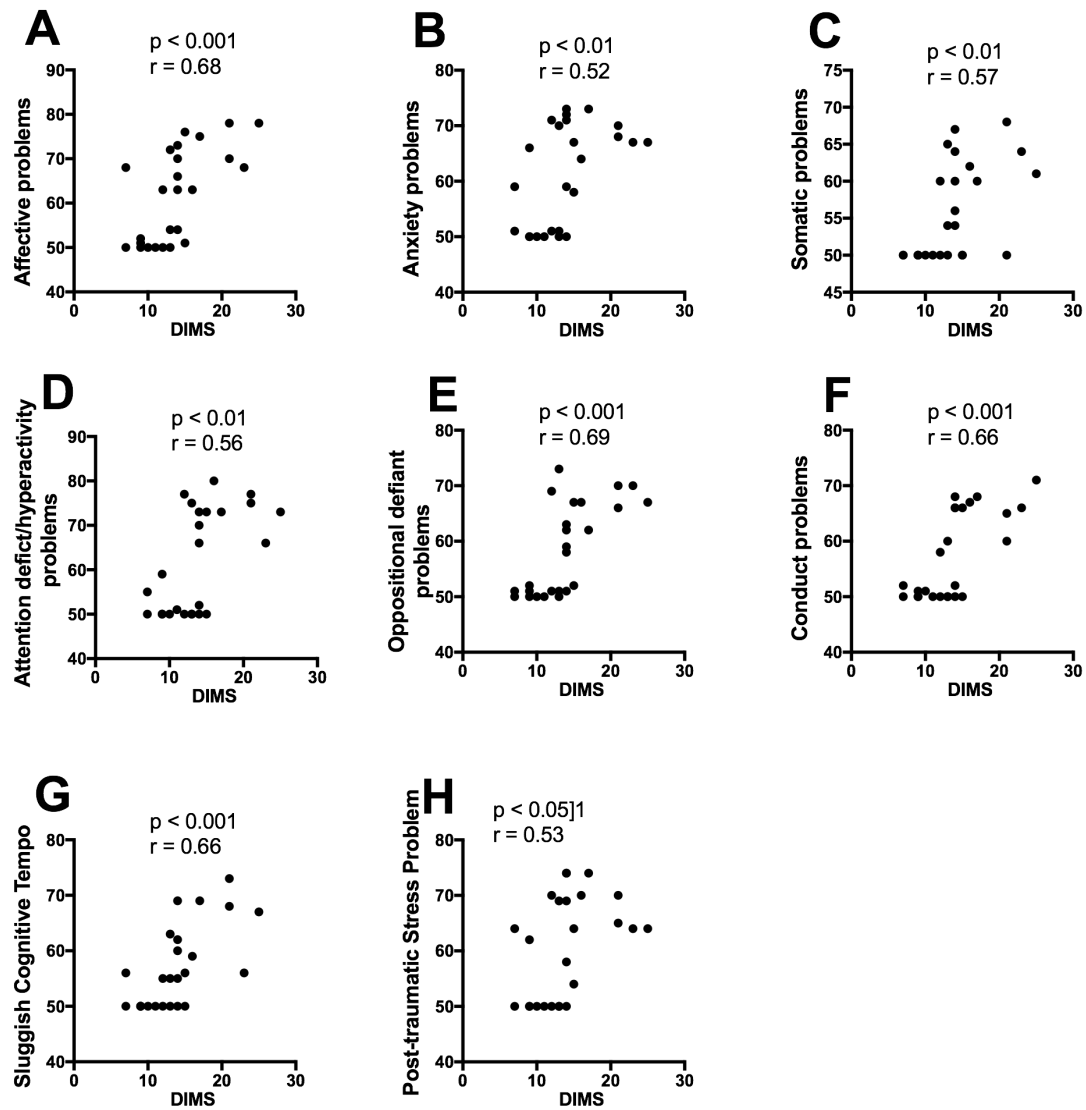 A
p < 0.001
r = 0.68
Affective problems
90
80
70
60
50
40
0 10 20 30
DIMS
B
p < 0.01
r = 0.52
Anxiety problems
80
70
60
50
40
0 10 20 30
DIMS
C
p < 0.01
r = 0.57
Somatic problems
75
70
65
60
55
50
45
0 10 20 30
DIMS
D
p < 0.01
r = 0.56
Attention defict/hyperactivity
problems
90
80
70
60
50
40
0 10 20 30
DIMS
E
p < 0.001
r = 0.69
Oppositional defiant
problems
80
70
60
50
40
0 10 20 30
DIMS
F
p < 0.001
r = 0.66
Conduct problems
80
70
60
50
40
0 10 20 30
DIMS
G
p < 0.001
r = 0.66
Sluggish Cognitive Tempo
80
70
60
50
40
0 10 20 30
DIMS
H
p < 0.05]1
r = 0.53
Post-traumatic Stress Problem
80
70
60
50
40
0 10 20 30
DIMS